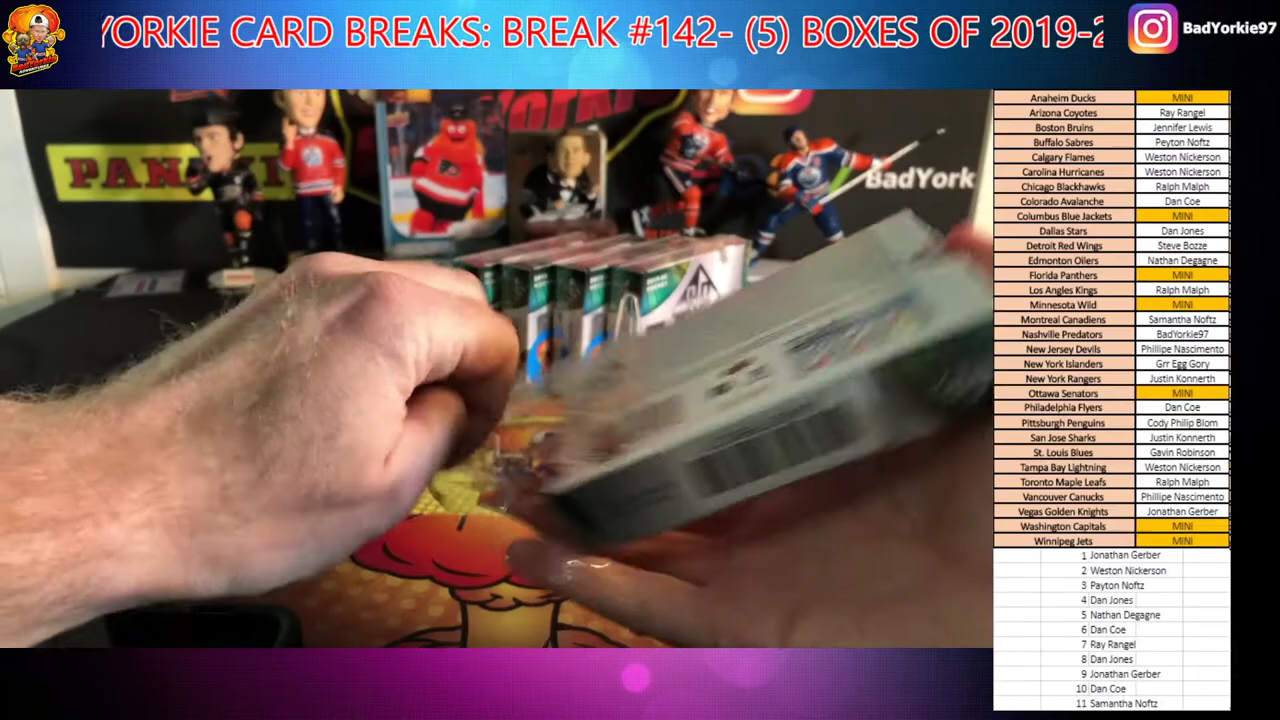 YORKIE CARD BREAKS: BREAK #142- (5) BOXES OF 2019-2
BadYorkie97
PANINI
BadYork
Anaheim Ducks MINI
Arizona Coyotes Ray Rangel
Boston Bruins Jennifer Lewis
Buffalo Sabres Peyton Noftz
Calgary Flames Weston Nickerson
Carolina Hurricanes Weston Nickerson
Chicago Blackhawks Ralph Malph
Colorado Avalanche Dan Coe
Columbus Blue Jackets MINI
Dallas Stars Dan Jones
Detroit Red Wings Steve Bozze
Edmonton Oilers Nathan Degagne
Florida Panthers MINI
Los Angles Kings Ralph Malph
Minnesota Wild MINI
Montreal Canadiens Samantha Noftz
Nashville Predators BadYorkie97
New Jersey Devils Phillipe Nascimento
New York Islanders Grr Egg Gory
New York Rangers Justin Konnerth
Ottawa Senators MINI
Philadelphia Flyers Dan Coe
Pittsburgh Penguins Cody Philip Blom
San Jose Sharks Justin Konnerth
St. Louis Blues Gavin Robinson
Tampa Bay Lightning Weston Nickerson
Toronto Maple Leafs Ralph Malph
Vancouver Canucks Phillipe Nascimento
Vegas Golden Knights Jonathan Gerber
Washington Capitals MINI
Winnipeg Jets MINI
1 Jonathan Gerber
2 Weston Nickerson
3 Payton Noftz
4 Dan Jones
5 Nathan Degagne
6 Dan Coe
7 Ray Rangel
8 Dan Jones
9 Jonathan Gerber
10 Dan Coe
11 Samantha Noftz